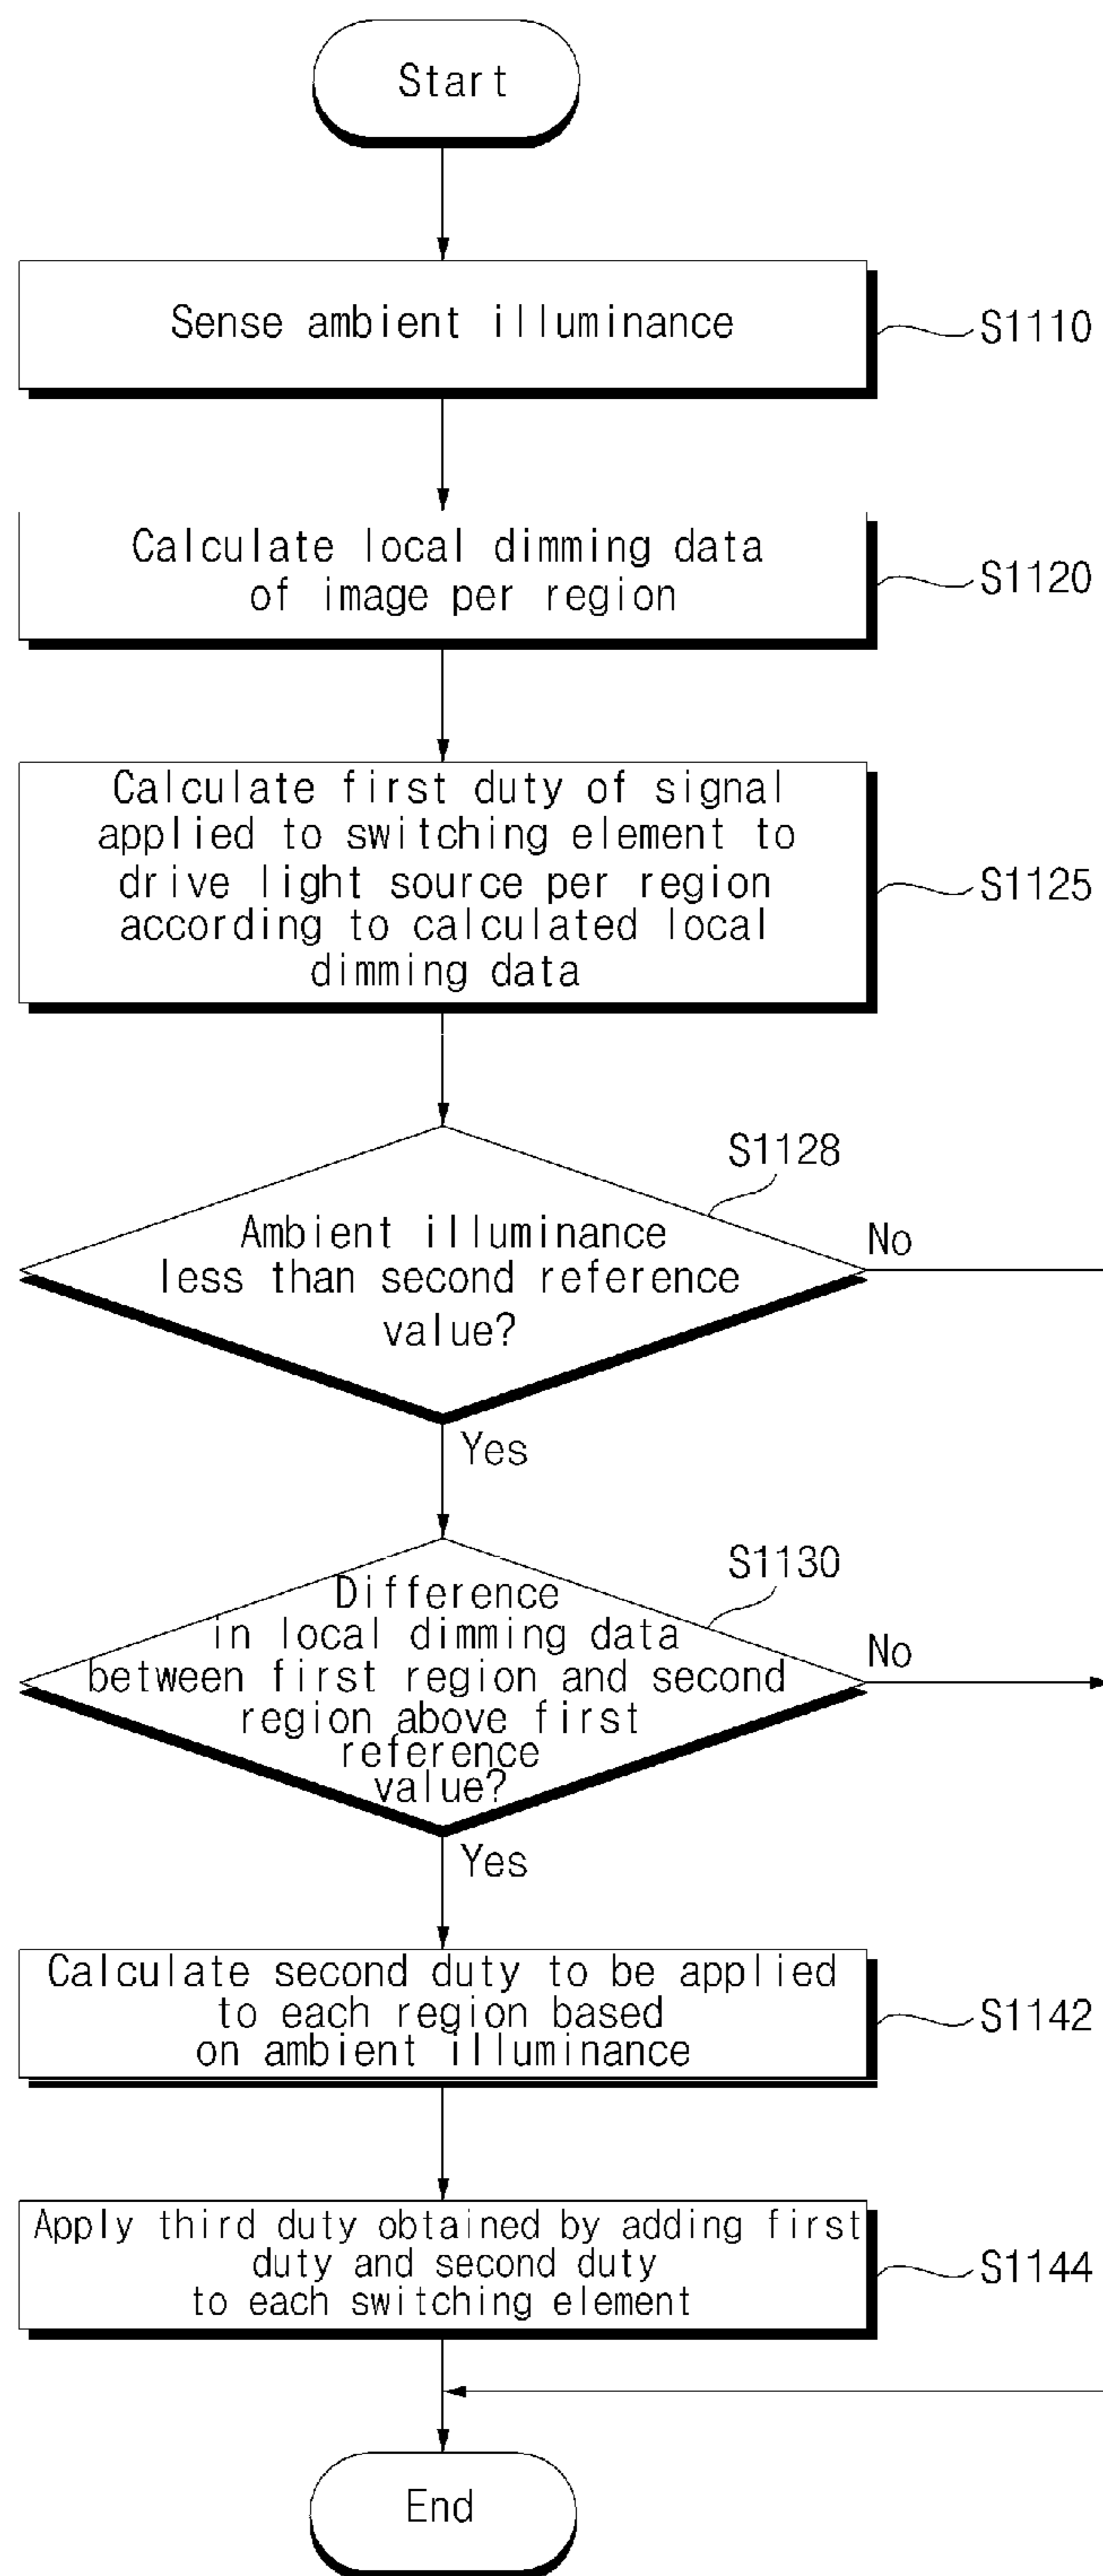 Start
Sense ambient illuminance
S1110
Calculate local dimming data
of image per region
S1120
Calculate first duty of signal
applied to switching element to
drive light source per region
according to calculated local
dimming data
S1125
S1128
Ambient illuminance
less than second reference
value?
No
Yes
S1130
Difference
in local dimming data
between first region and second
region above first
reference
value?
No
Yes
Calculate second duty to be applied
to each region based
on ambient illuminance
S1142
Apply third duty obtained by adding first
duty and second duty
to each switching element
S1144
End